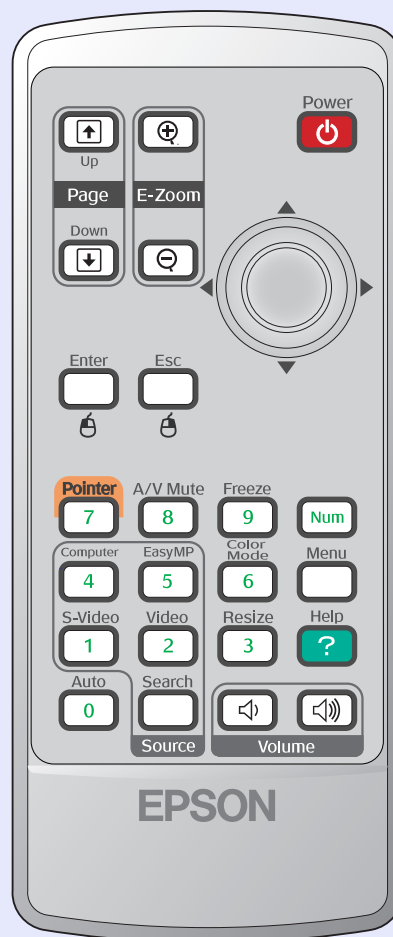 Power
Up
Page E-Zoom
Down
Enter Esc
Pointer A/V Mute Freeze
7 8 9 Num
Computer EasyMP Color Mode Menu
4 5 6
S-Video Video Resize Help
1 2 3 ?
Auto Search
0
Source Volume
EPSON